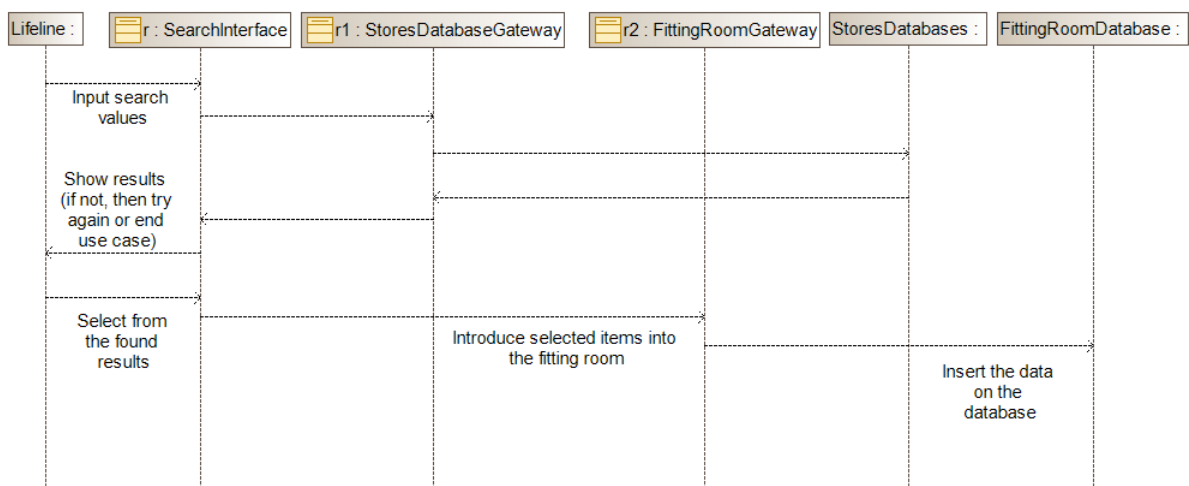 Lifeline :
r : SearchInterface
r1 : StoresDatabaseGateway
r2 : FittingRoomGateway
StoresDatabases :
FittingRoomDatabase :
Input search
values
Show results
(if not, then try
again or end
use case)
Select from
the found
results
Introduce selected items into
the fitting room
Insert the data
on the
database